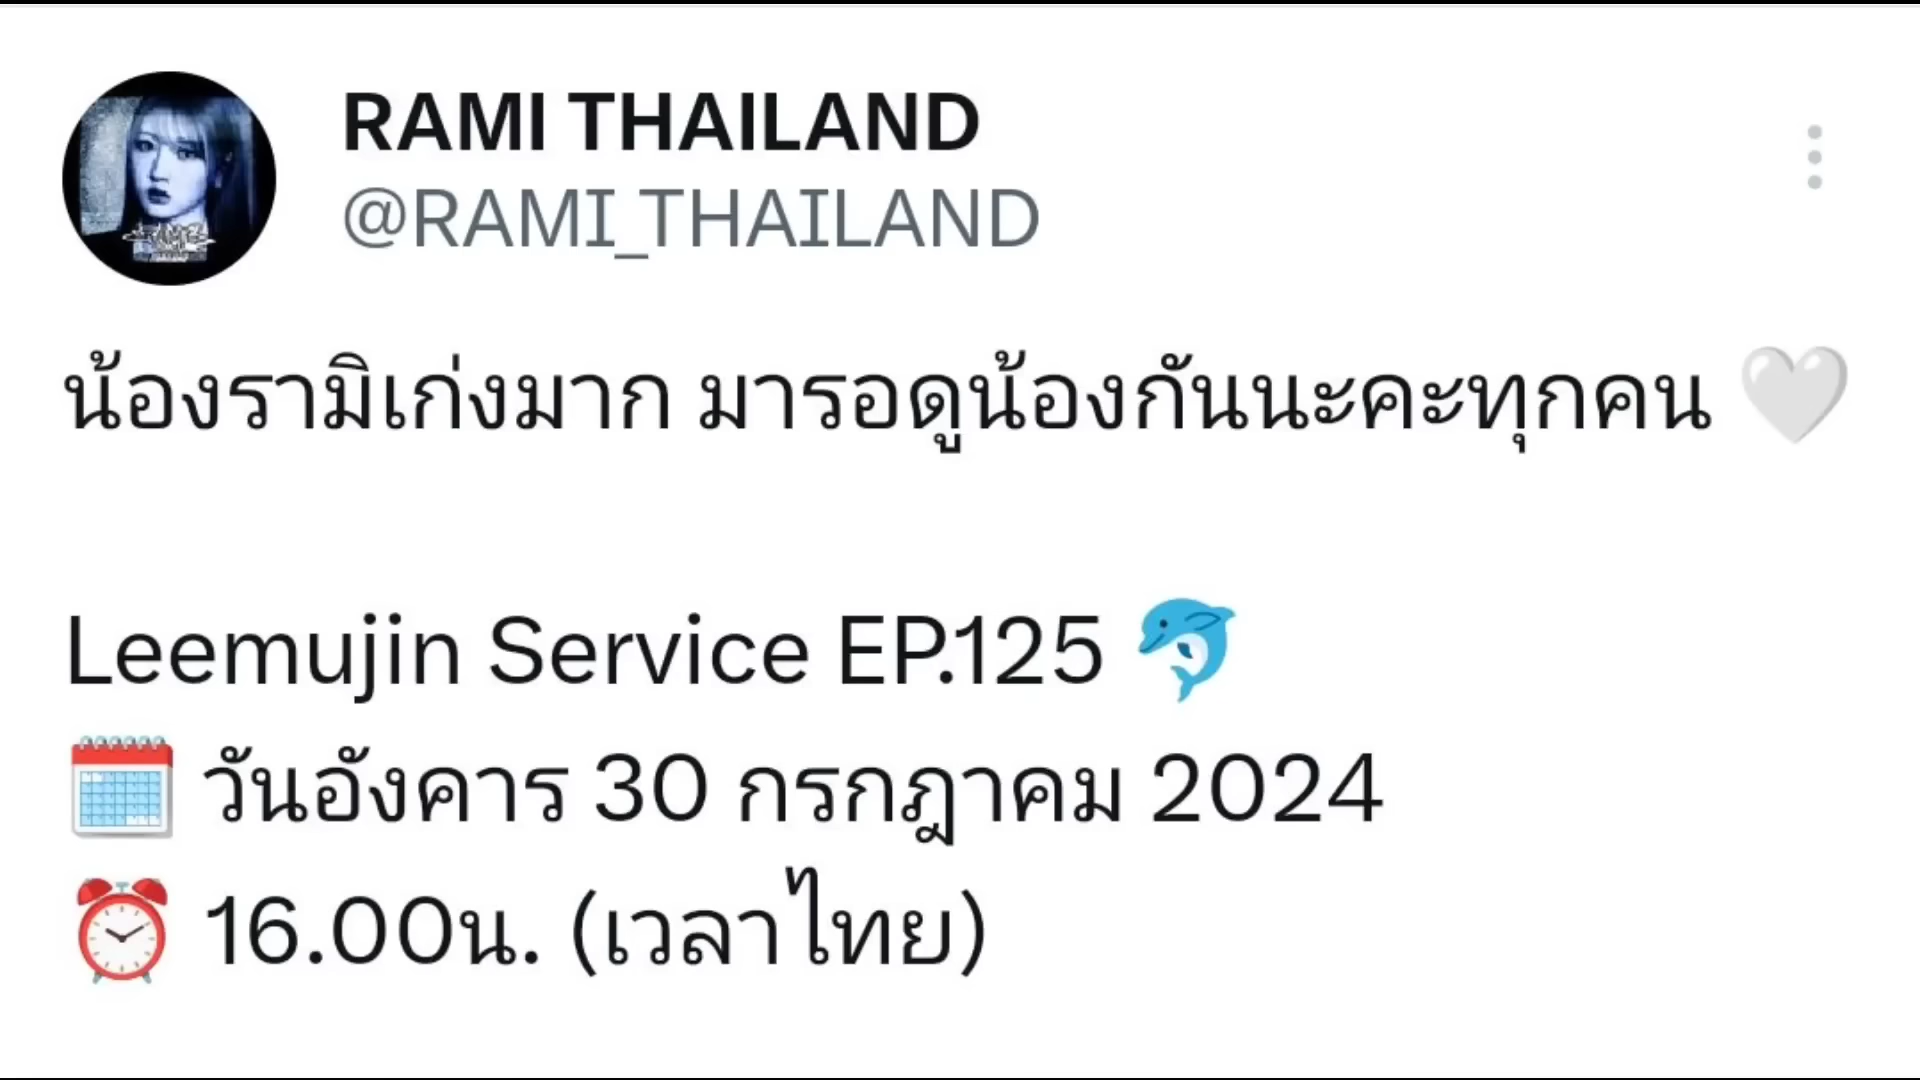 RAMI THAILAND
@RAMI_THAILAND
น้องรามิเก่งมาก มารอดูน้องกันนะคะทุกคน 🤍
Leemujin Service EP.125 🐬
🗓️ วันอังคาร 30 กรกฎาคม 2024
⏰ 16.00น. (เวลาไทย)